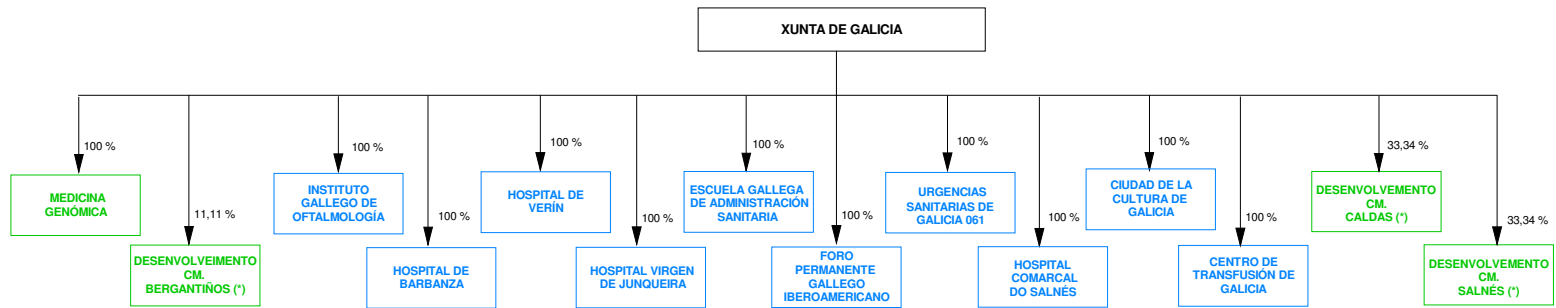 XUNTA DE GALICIA
100 %
MEDICINA
GENÓMICA
11,11 %
DESENVOLVEIMENTO
CM.
BERGANTIÑOS (*)
100 %
INSTITUTO
GALLEGO DE
OFTALMOLOGÍA
100 %
HOSPITAL DE
BARBANZA
100 %
HOSPITAL DE
VERÍN
100 %
HOSPITAL VIRGEN
DE JUNQUEIRA
100 %
ESCUELA GALLEGA
DE ADMINISTRACIÓN
SANITARIA
100 %
FORO
PERMANENTE
GALLEGO
IBEROAMERICANO
100 %
URGENCIAS
SANITARIAS DE
GALICIA 061
100 %
HOSPITAL
COMARCAL
DO SALNÉS
100 %
CIUDAD DE LA
CULTURA DE
GALICIA
100 %
CENTRO DE
TRANSFUSIÓN DE
GALICIA
33,34 %
DESENVOLVEMENTO
CM.
CALDAS (*)
33,34 %
DESENVOLVEMENTO
CM.
SALNÉS (*)